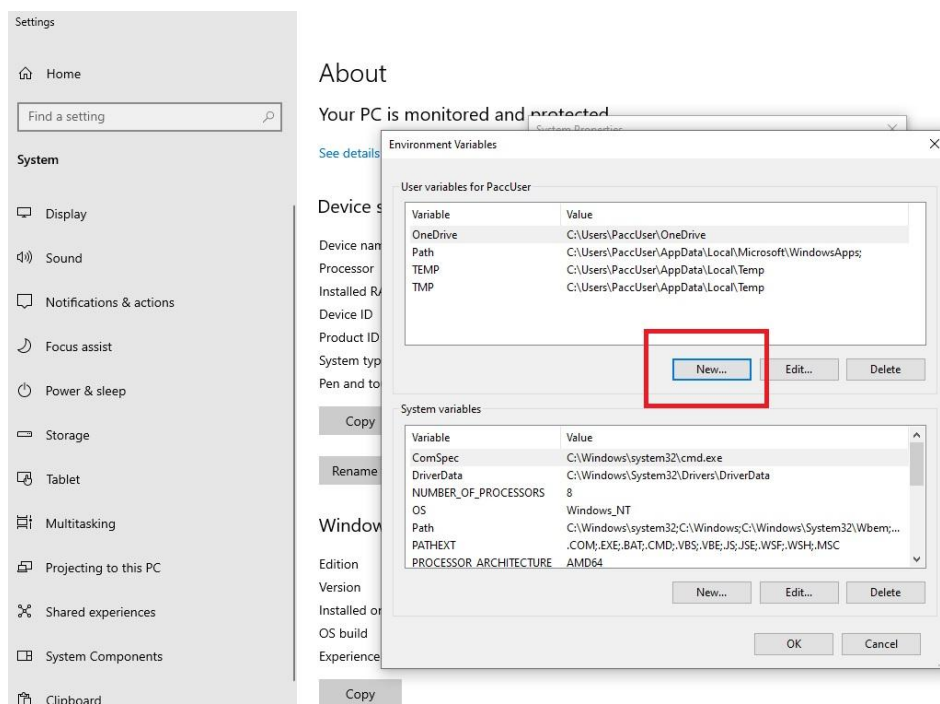 Settings
Home
Find a setting
System
Display
Sound
Notifications & actions
Focus assist
Power & sleep
Storage
Tablet
Multitasking
Projecting to this PC
Shared experiences
System Components
Clipboard
About
Your PC is monitored and protected
See details
Device s
Device nam
Processor
Installed RA
Device ID
Product ID
System typ
Pen and to
Copy
Rename
Window
Edition
Version
Installed on
OS build
Experience
Copy
System Properties
Environment Variables
User variables for PaccUser
Variable Value
OneDrive C:\Users\PaccUser\OneDrive
Path C:\Users\PaccUser\AppData\Local\Microsoft\WindowsApps;
TEMP C:\Users\PaccUser\AppData\Local\Temp
TMP C:\Users\PaccUser\AppData\Local\Temp
New... Edit... Delete
System variables
Variable Value
ComSpec C:\Windows\system32\cmd.exe
DriverData C:\Windows\System32\Drivers\DriverData
NUMBER_OF_PROCESSORS 8
OS Windows_NT
Path C:\Windows\system32;C:\Windows;C:\Windows\System32\Wbem;...
PATHEXT .COM;.EXE;.BAT;.CMD;.VBS;.VBE;.JS;.JSE;.WSF;.WSH;.MSC
PROCESSOR_ARCHITECTURE AMD64
New... Edit... Delete
OK Cancel